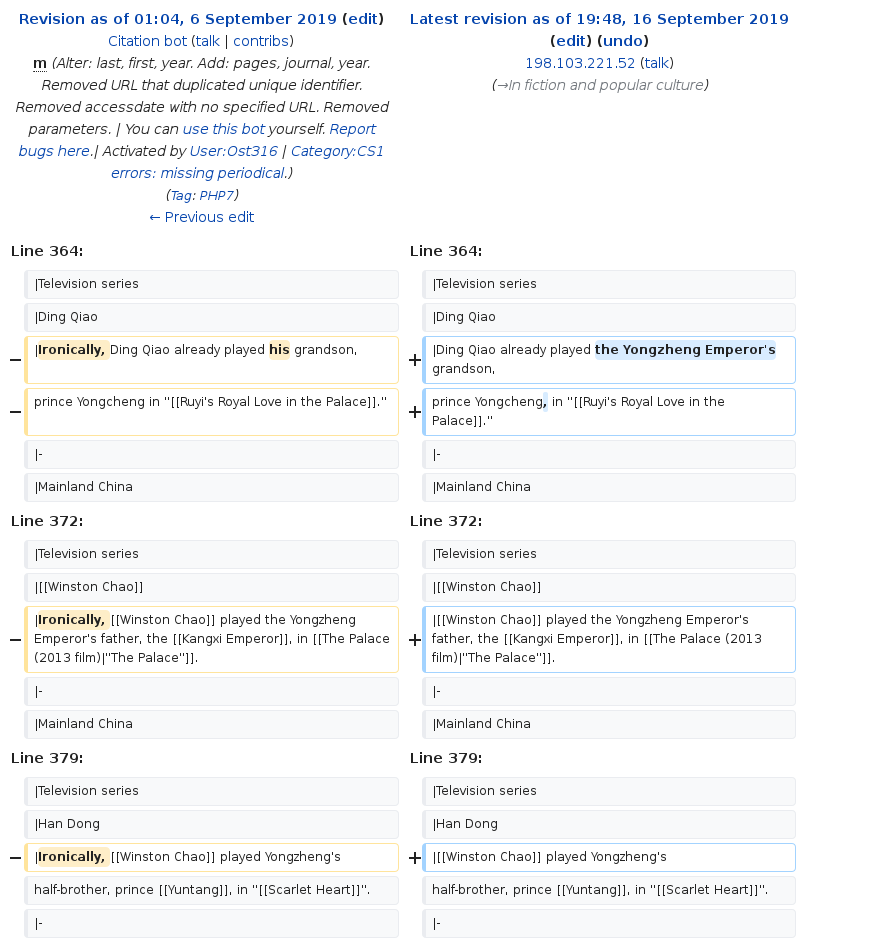 Revision as of 01:04, 6 September 2019 (edit)
Citation bot (talk | contribs)
m (Alter: last, first, year. Add: pages, journal, year.
Removed URL that duplicated unique identifier.
Removed accessdate with no specified URL. Removed
parameters. | You can use this bot yourself. Report
bugs here.| Activated by User:Ost316 | Category:CS1
errors: missing periodical.)
(Tag: PHP7)
← Previous edit
Latest revision as of 19:48, 16 September 2019
(edit) (undo)
198.103.221.52 (talk)
(→In fiction and popular culture)
Line 364:
Line 364:
|Television series
|Television series
|Ding Qiao
|Ding Qiao
− |Ironically, Ding Qiao already played his grandson,
+ |Ding Qiao already played the Yongzheng Emperor's
grandson,
− prince Yongcheng in ''[[Ruyi's Royal Love in the Palace]].''
+ prince Yongcheng, in ''[[Ruyi's Royal Love in the
Palace]].''
|-
|-
|Mainland China
|Mainland China
Line 372:
Line 372:
|Television series
|Television series
|[[Winston Chao]]
|[[Winston Chao]]
− |Ironically, [[Winston Chao]] played the Yongzheng
Emperor's father, the [[Kangxi Emperor]], in [[The Palace
(2013 film)|''The Palace'']].
+ |[[Winston Chao]] played the Yongzheng Emperor's
father, the [[Kangxi Emperor]], in [[The Palace (2013
film)|''The Palace'']].
|-
|-
|Mainland China
|Mainland China
Line 379:
Line 379:
|Television series
|Television series
|Han Dong
|Han Dong
− |Ironically, [[Winston Chao]] played Yongzheng's
+ |[[Winston Chao]] played Yongzheng's
half-brother, prince [[Yuntang]], in ''[[Scarlet Heart]]''.
half-brother, prince [[Yuntang]], in ''[[Scarlet Heart]]''.
|-
|-